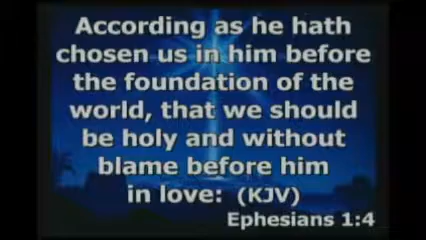 According as he hath
chosen us in him before
the foundation of the
world, that we should
be holy and without
blame before him
in love: (KJV)
Ephesians 1:4